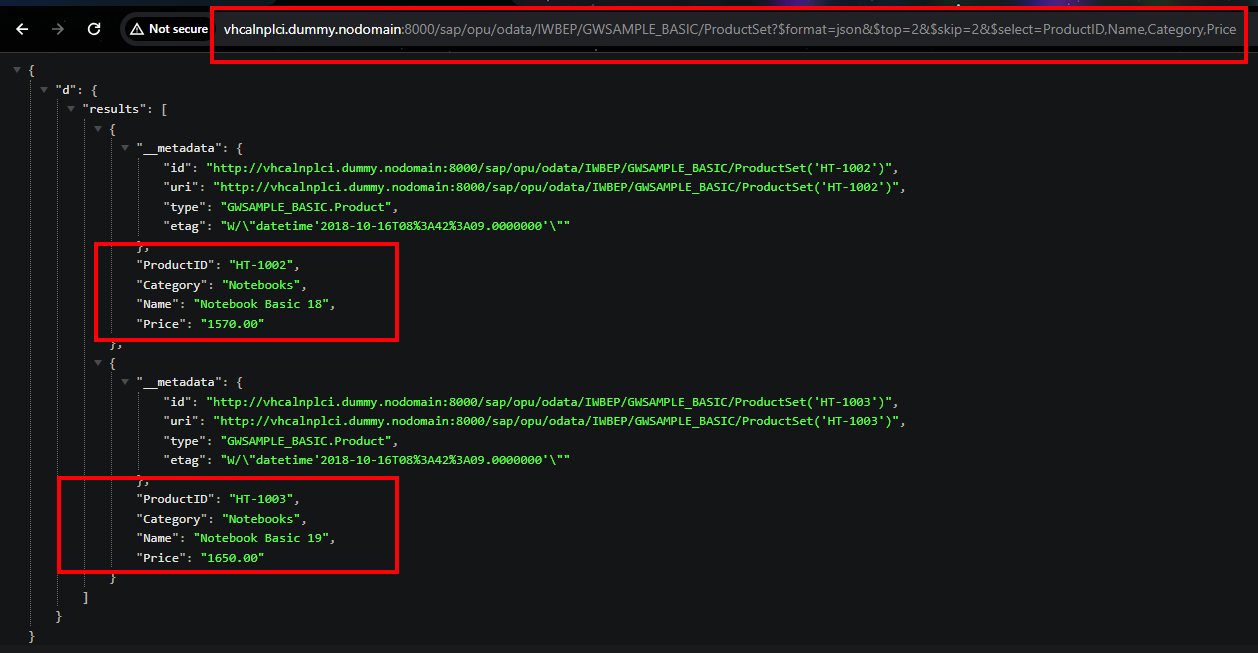 Not secure vhcalnplci.dummy.nodomain:8000/sap/opu/odata/IWBEP/GWSAMPLE_BASIC/ProductSet?$format=json&$top=2&$skip=2&$select=ProductID,Name,Category,Price
{
"d": {
"results": [
{
"__metadata": {
"id": "http://vhcalnplci.dummy.nodomain:8000/sap/opu/odata/IWBEP/GWSAMPLE_BASIC/ProductSet('HT-1002')",
"uri": "http://vhcalnplci.dummy.nodomain:8000/sap/opu/odata/IWBEP/GWSAMPLE_BASIC/ProductSet('HT-1002')",
"type": "GWSAMPLE_BASIC.Product",
"etag": "W/\"datetime'2018-10-16T08%3A42%3A09.0000000'\""
},
"ProductID": "HT-1002",
"Category": "Notebooks",
"Name": "Notebook Basic 18",
"Price": "1570.00"
},
{
"__metadata": {
"id": "http://vhcalnplci.dummy.nodomain:8000/sap/opu/odata/IWBEP/GWSAMPLE_BASIC/ProductSet('HT-1003')",
"uri": "http://vhcalnplci.dummy.nodomain:8000/sap/opu/odata/IWBEP/GWSAMPLE_BASIC/ProductSet('HT-1003')",
"type": "GWSAMPLE_BASIC.Product",
"etag": "W/\"datetime'2018-10-16T08%3A42%3A09.0000000'\""
},
"ProductID": "HT-1003",
"Category": "Notebooks",
"Name": "Notebook Basic 19",
"Price": "1650.00"
}
]
}
}